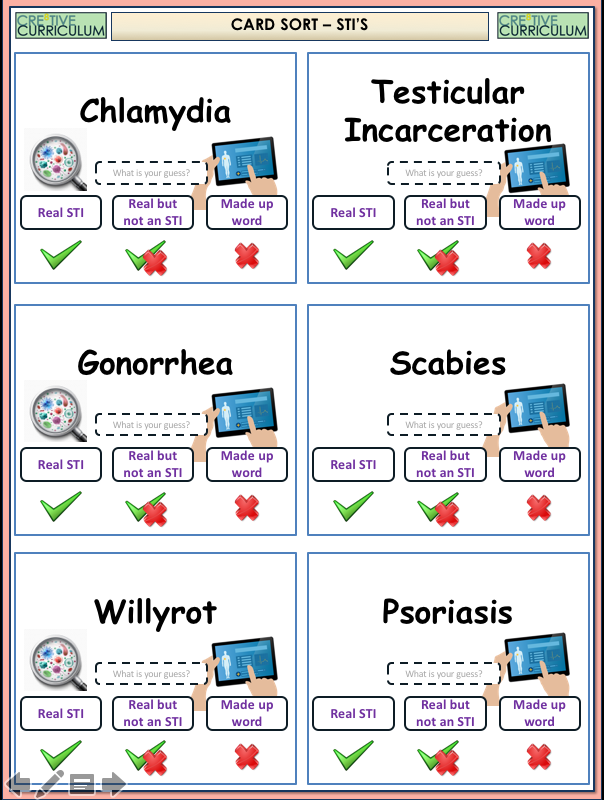 CRE★TIVE
CURRICULUM
CARD SORT – STI'S
CRE★TIVE
CURRICULUM
Chlamydia
What is your guess?
Real STI
Real but
not an STI
Made up
word
Testicular
Incarceration
What is your guess?
Real STI
Real but
not an STI
Made up
word
Gonorrhea
What is your guess?
Real STI
Real but
not an STI
Made up
word
Scabies
What is your guess?
Real STI
Real but
not an STI
Made up
word
Willyrot
What is your guess?
Real STI
Real but
not an STI
Made up
word
Psoriasis
What is your guess?
Real STI
Real but
not an STI
Made up
word